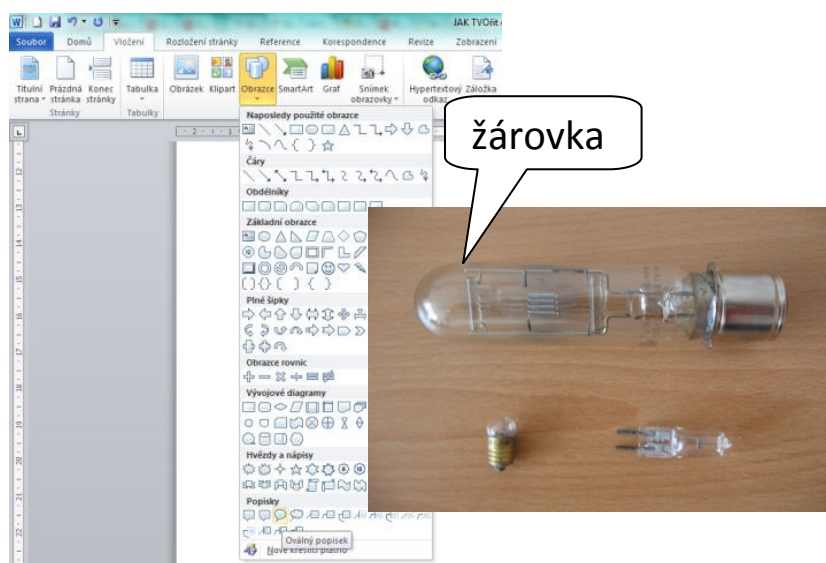 JAK TVOřit
Soubor Domů Vložení Rozložení stránky Reference Korespondence Revize Zobrazení
Titulní strana Prázdná stránka Konec stránky Tabulka Obrázek Klipart Obrazce SmartArt Graf Snímek obrazovky Hypertextový odkaz Záložka
Stránky Tabulky
Naposledy použité obrazce
Čáry
Obdélníky
Základní obrazce
Plné šipky
Obrazce rovnic
Vývojové diagramy
Hvězdy a nápisy
Popisky
Oválný popisek
Nové kreslicí plátno
žárovka